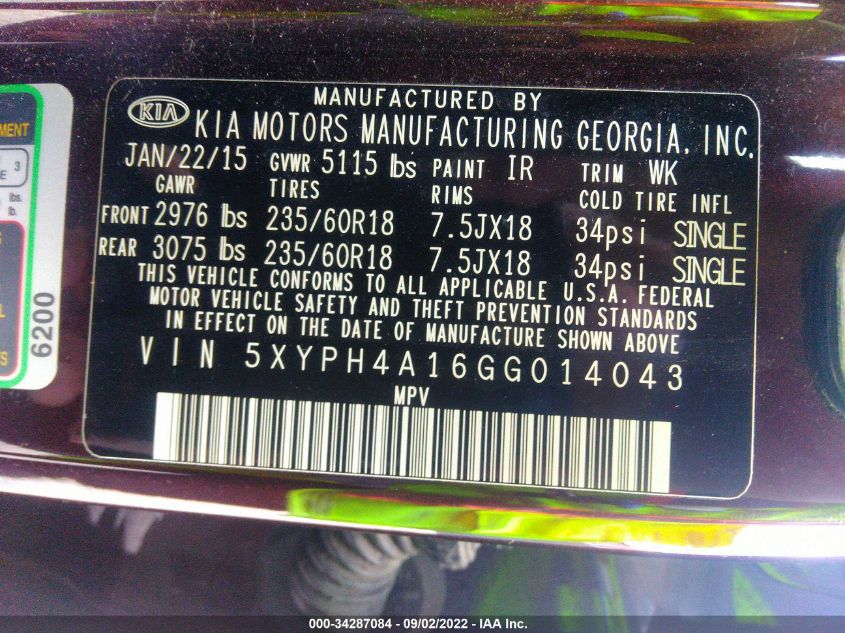 MANUFACTURED BY
KIA KIA MOTORS MANUFACTURING GEORGIA, INC.
JAN/22/15 GVWR 5115 lbs PAINT IR TRIM WK
GAWR TIRES RIMS COLD TIRE INFL
FRONT 2976 lbs 235/60R18 7.5JX18 34psi SINGLE
REAR 3075 lbs 235/60R18 7.5JX18 34psi SINGLE
THIS VEHICLE CONFORMS TO ALL APPLICABLE U.S.A. FEDERAL
MOTOR VEHICLE SAFETY AND THEFT PREVENTION STANDARDS
IN EFFECT ON THE DATE OF MANUFACTURE SHOWN ABOVE
VIN 5XYPH4A16GG014043
MPV
3
lbs.
lb.
6200
000-34287084 - 09/02/2022 - IAA Inc.